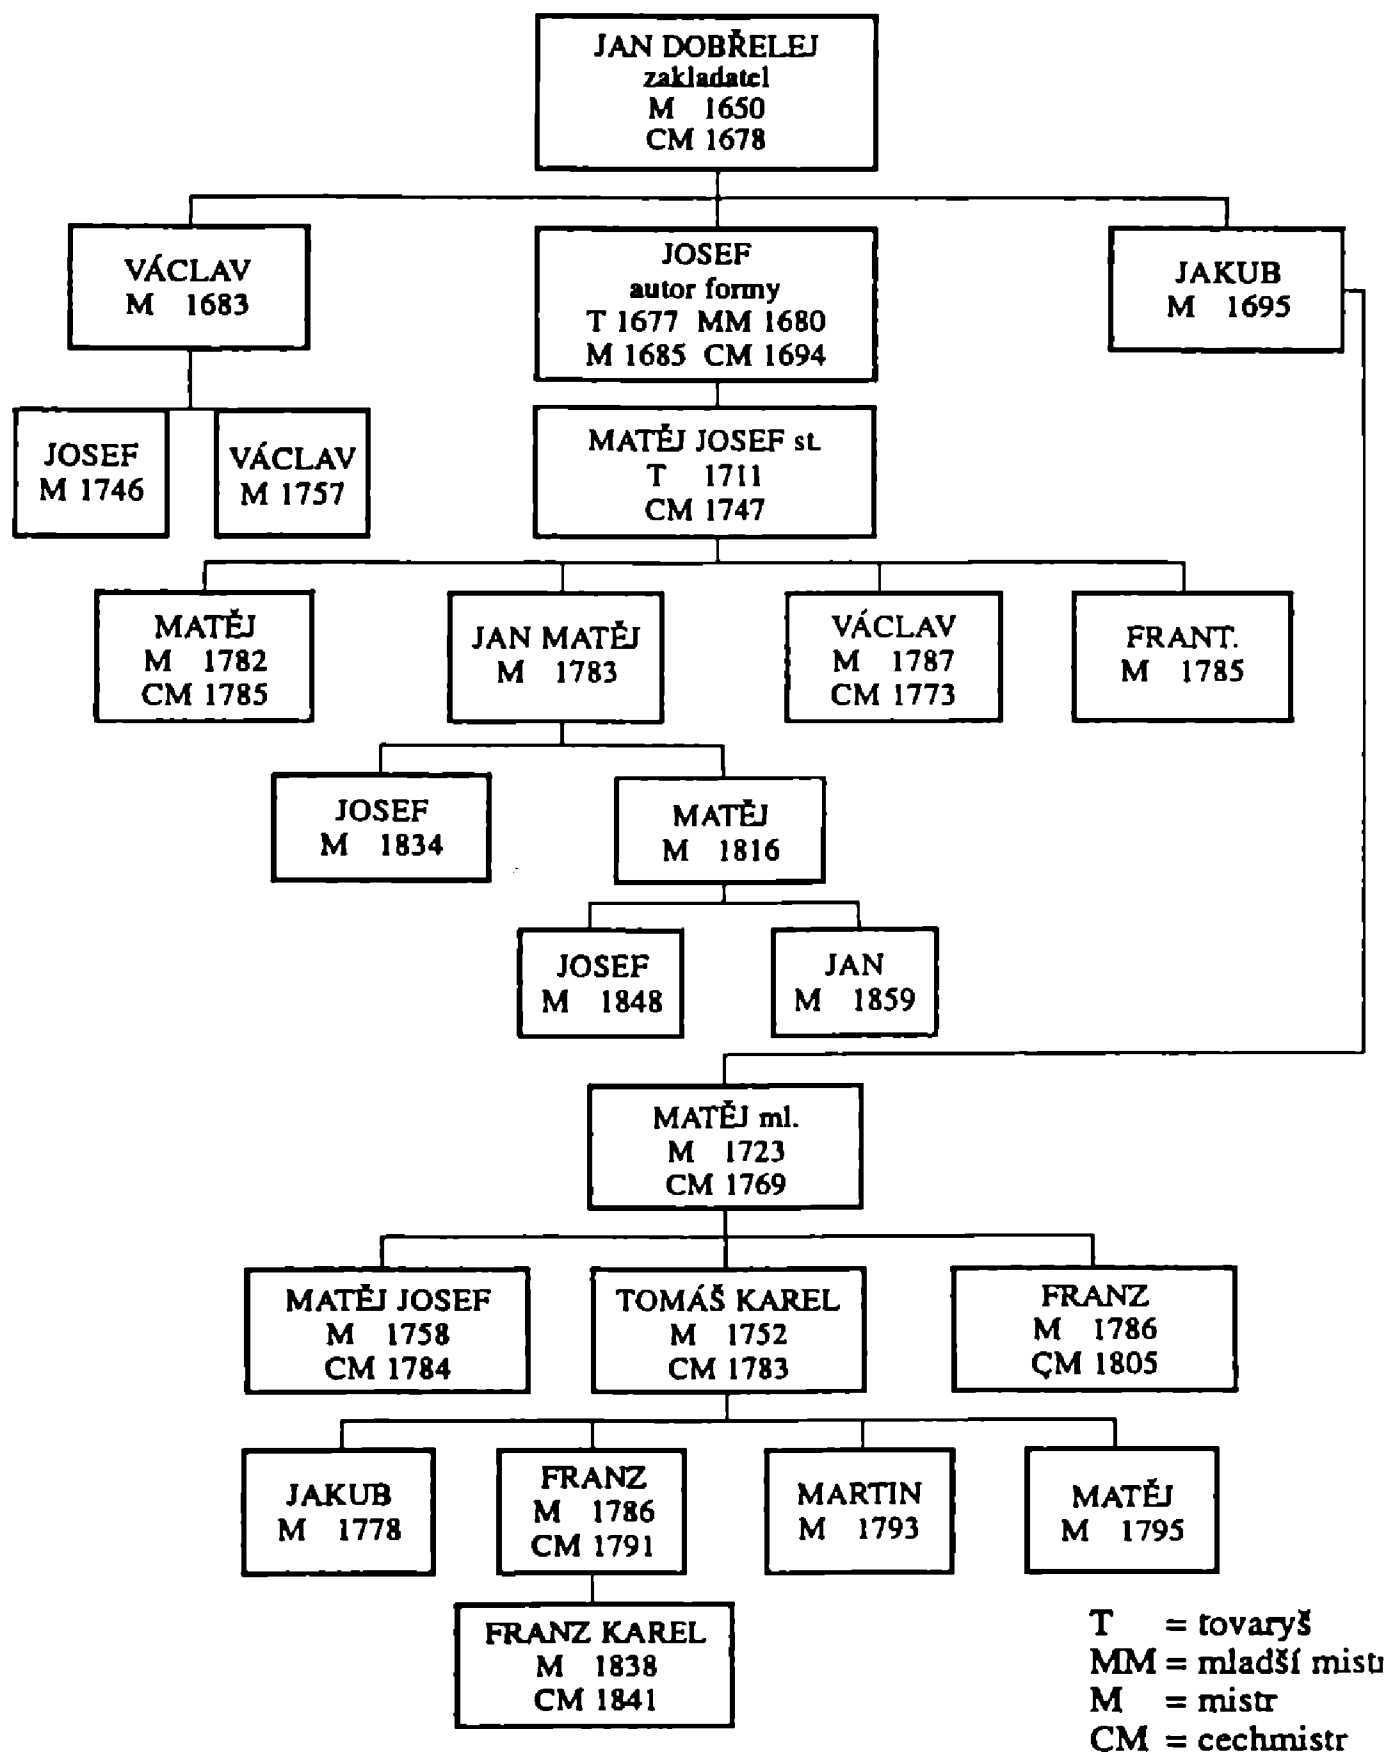 JAN DOBŘELEJ
zakladatel
M 1650
CM 1678
VÁCLAV
M 1683
JOSEF
autor formy
T 1677 MM 1680
M 1685 CM 1694
JAKUB
M 1695
JOSEF
M 1746
VÁCLAV
M 1757
MATĚJ JOSEF st.
T 1711
CM 1747
MATĚJ
M 1782
CM 1785
JAN MATĚJ
M 1783
VÁCLAV
M 1787
CM 1773
FRANT.
M 1785
JOSEF
M 1834
MATĚJ
M 1816
JOSEF
M 1848
JAN
M 1859
MATĚJ ml.
M 1723
CM 1769
MATĚJ JOSEF
M 1758
CM 1784
TOMÁŠ KAREL
M 1752
CM 1783
FRANZ
M 1786
CM 1805
JAKUB
M 1778
FRANZ
M 1786
CM 1791
MARTIN
M 1793
MATĚJ
M 1795
FRANZ KAREL
M 1838
CM 1841
T = tovaryš
MM = mladší mistr
M = mistr
CM = cechmistr